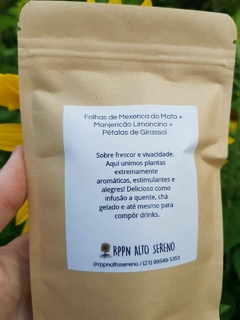 Folhas de Mexerica do Mato +
Manjericão Limoncino +
Pétalas de Girassol
Sobre frescor e vivacidade.
Aqui unimos plantas
extremamente
aromáticas, estimulantes e
alegres! Delicioso como
infusão a quente, chá
gelado e até mesmo para
compôr drinks.
RPPN ALTO SERENO
@rppnaltosereno / (21) 99549-5353